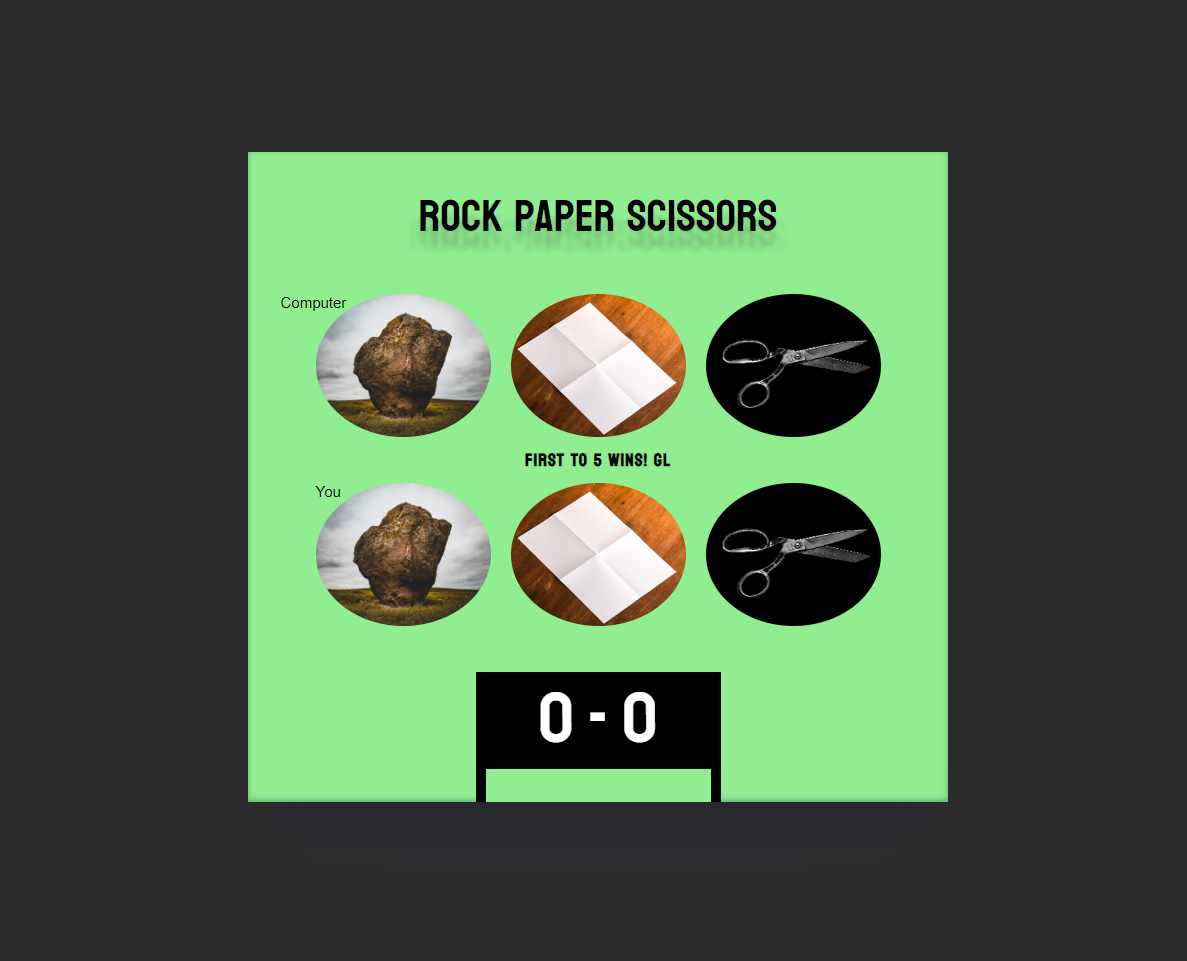 ROCK PAPER SCISSORS
Computer
FIRST TO 5 WINS! GL
You
0 - 0